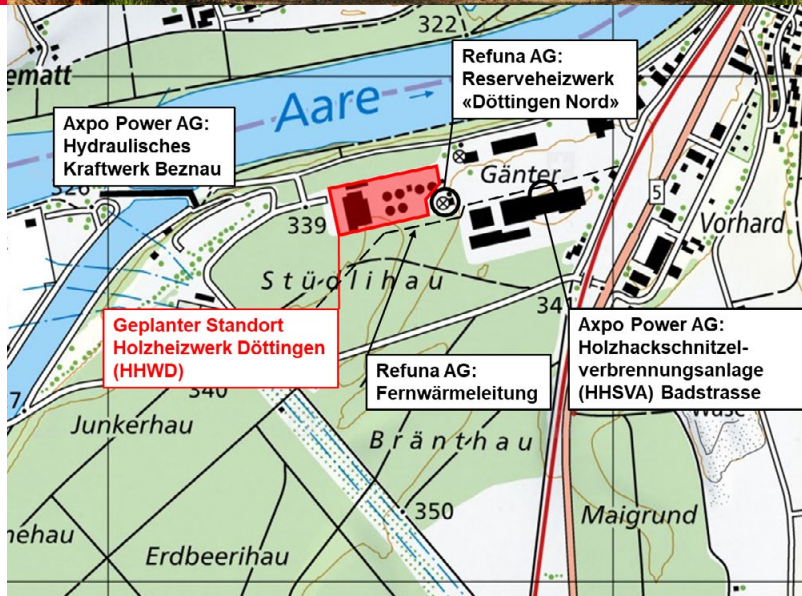 322
ematt
Aare
Refuna AG:
Reserveheizwerk
«Döttingen Nord»
Axpo Power AG:
Hydraulisches
Kraftwerk Beznau
Gänter
5
339
Vorhard
Stüdlihau
341
Geplanter Standort
Holzheizwerk Döttingen
(HHWD)
Refuna AG:
Fernwärmeleitung
Axpo Power AG:
Holzhackschnitzel-
verbrennungsanlage
(HHSVA) Badstrasse
340
7
Junkerhau
Bränthau
350
Maigrund
nehau
Erdbeerihau